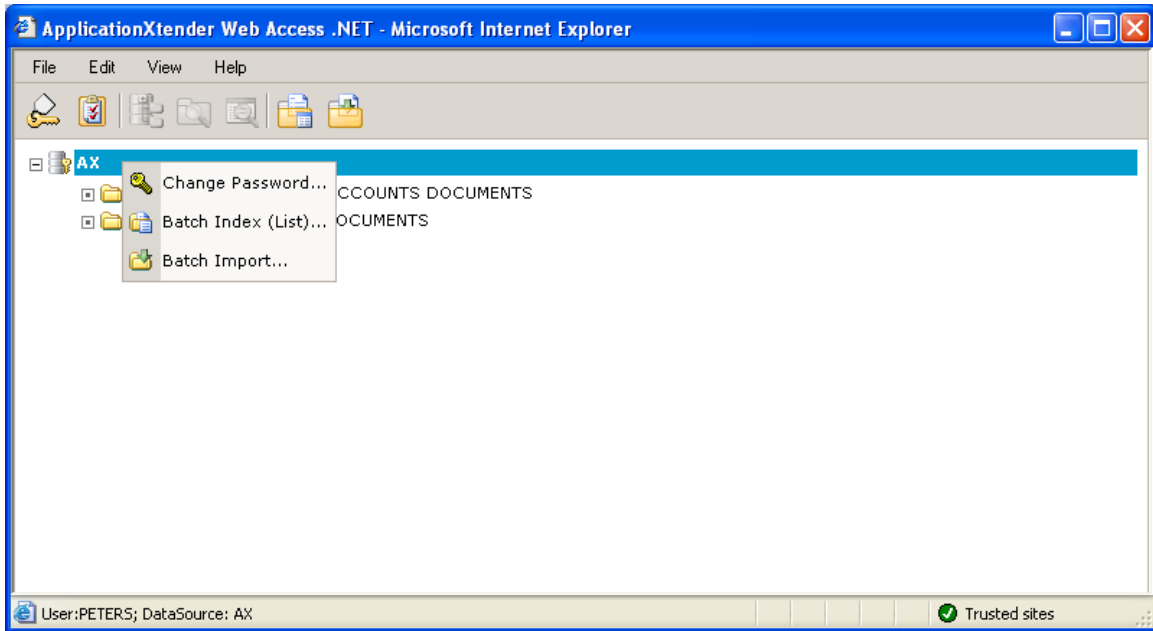 ApplicationXtender Web Access .NET - Microsoft Internet Explorer
File Edit View Help
AX
Change Password...
CCOUNTS DOCUMENTS
Batch Index (List)...
OCUMENTS
Batch Import...
User:PETERS; DataSource: AX
Trusted sites